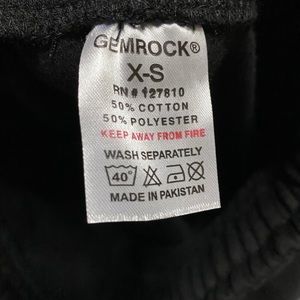 GEMROCK®
X-S
RN # 127810
50% COTTON
50% POLYESTER
KEEP AWAY FROM FIRE
WASH SEPARATELY
40°
MADE IN PAKISTAN